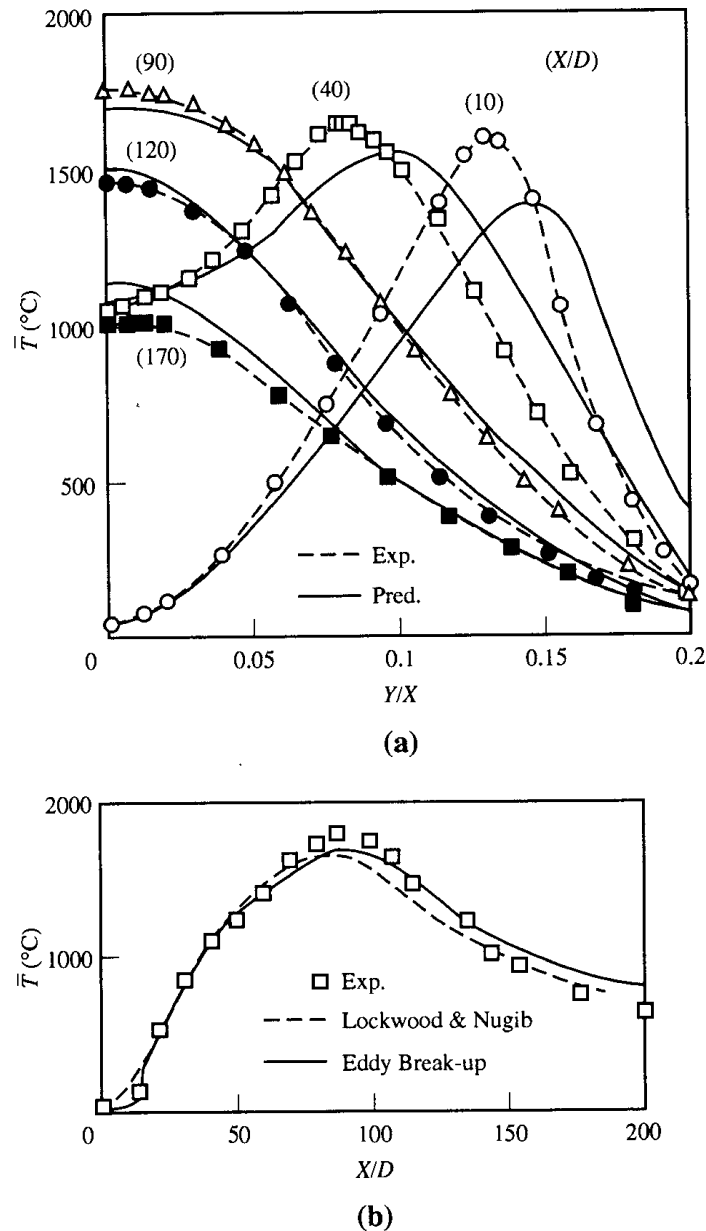 2000
(90)
(40)
(10)
(X/D)
1500
(120)
T̄ (°C)
1000
(170)
500
Exp.
Pred.
0
0.05
0.1
0.15
0.2
Y/X
(a)
2000
T̄ (°C)
1000
Exp.
Lockwood & Nugib
Eddy Break-up
0
50
100
150
200
X/D
(b)